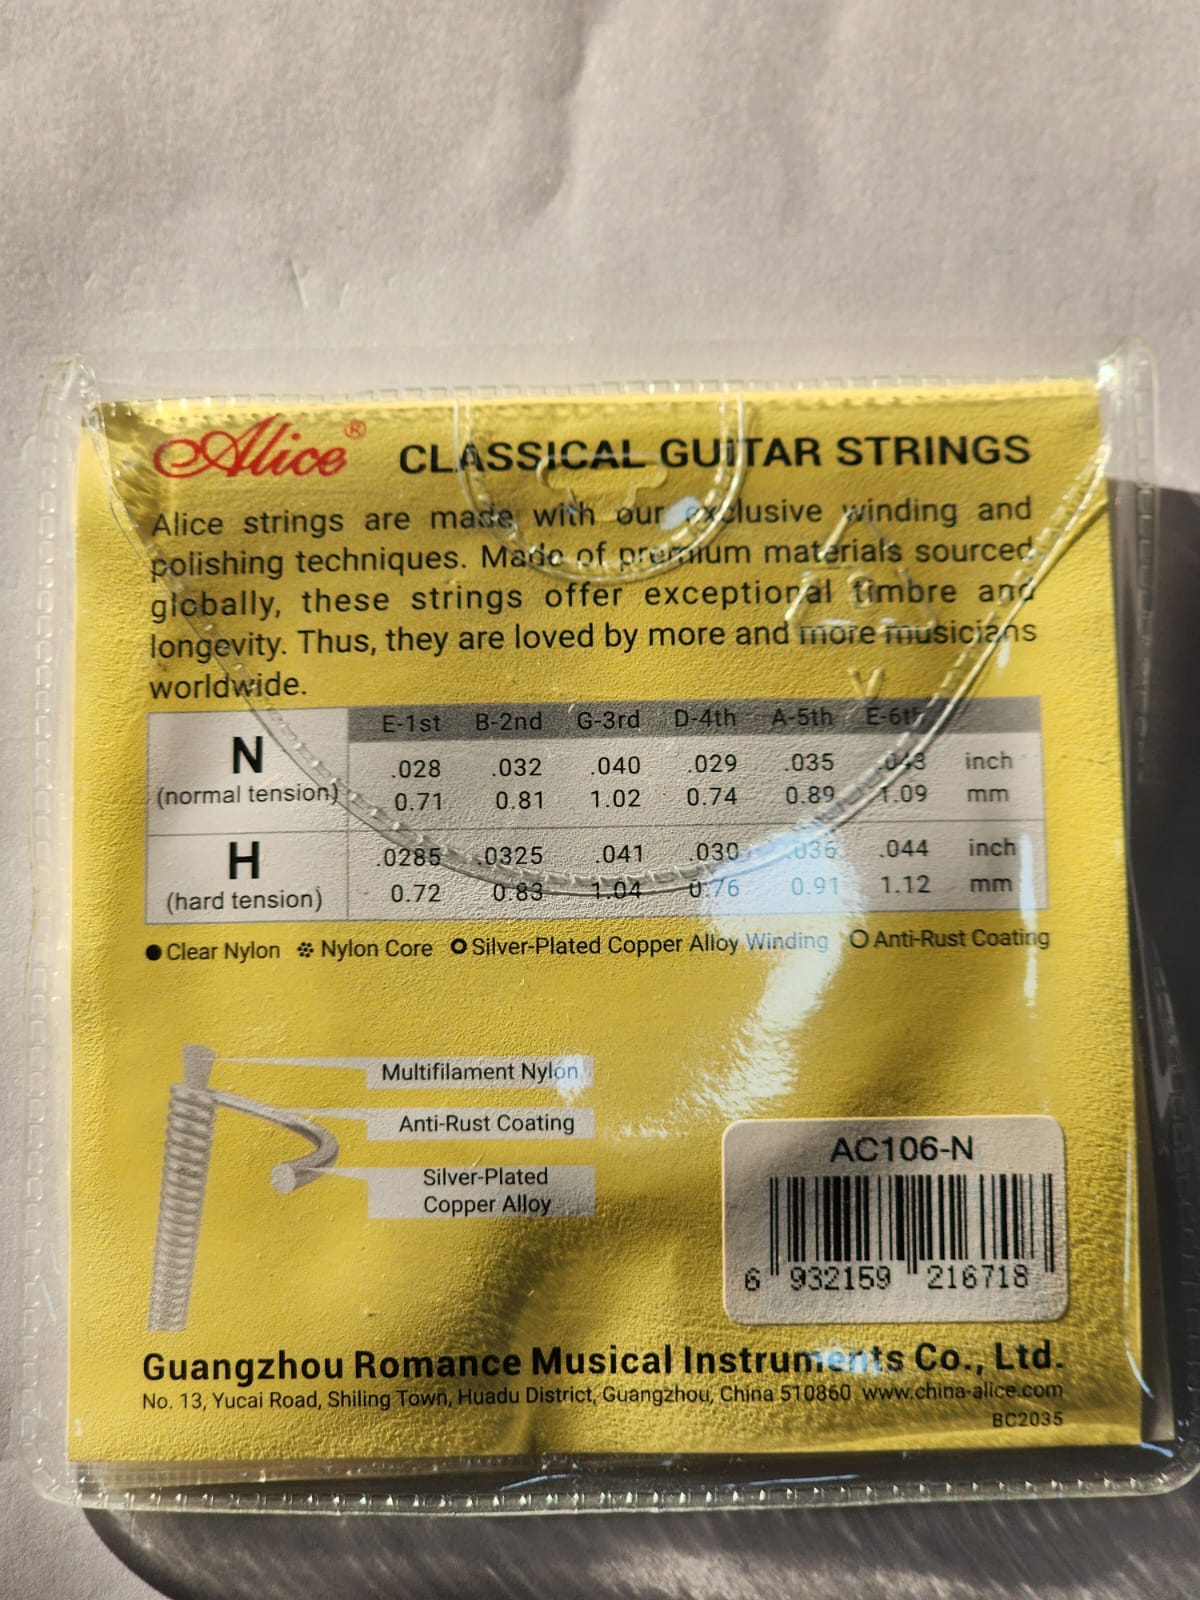 Alice® CLASSICAL GUITAR STRINGS
Alice strings are made with our exclusive winding and
polishing techniques. Made of premium materials sourced
globally, these strings offer exceptional timbre and
longevity. Thus, they are loved by more and more musicians
worldwide.
E-1st B-2nd G-3rd D-4th A-5th E-6th
N .028 .032 .040 .029 .035 .043 inch
(normal tension) 0.71 0.81 1.02 0.74 0.89 1.09 mm
H .0285 .0325 .041 .030 .036 .044 inch
(hard tension) 0.72 0.83 1.04 0.76 0.91 1.12 mm
Clear Nylon Nylon Core Silver-Plated Copper Alloy Winding Anti-Rust Coating
Multifilament Nylon
Anti-Rust Coating
Silver-Plated
Copper Alloy
AC106-N
6 932159 216718
Guangzhou Romance Musical Instruments Co., Ltd.
No. 13, Yucai Road, Shiling Town, Huadu District, Guangzhou, China 510860 www.china-alice.com
BC2035